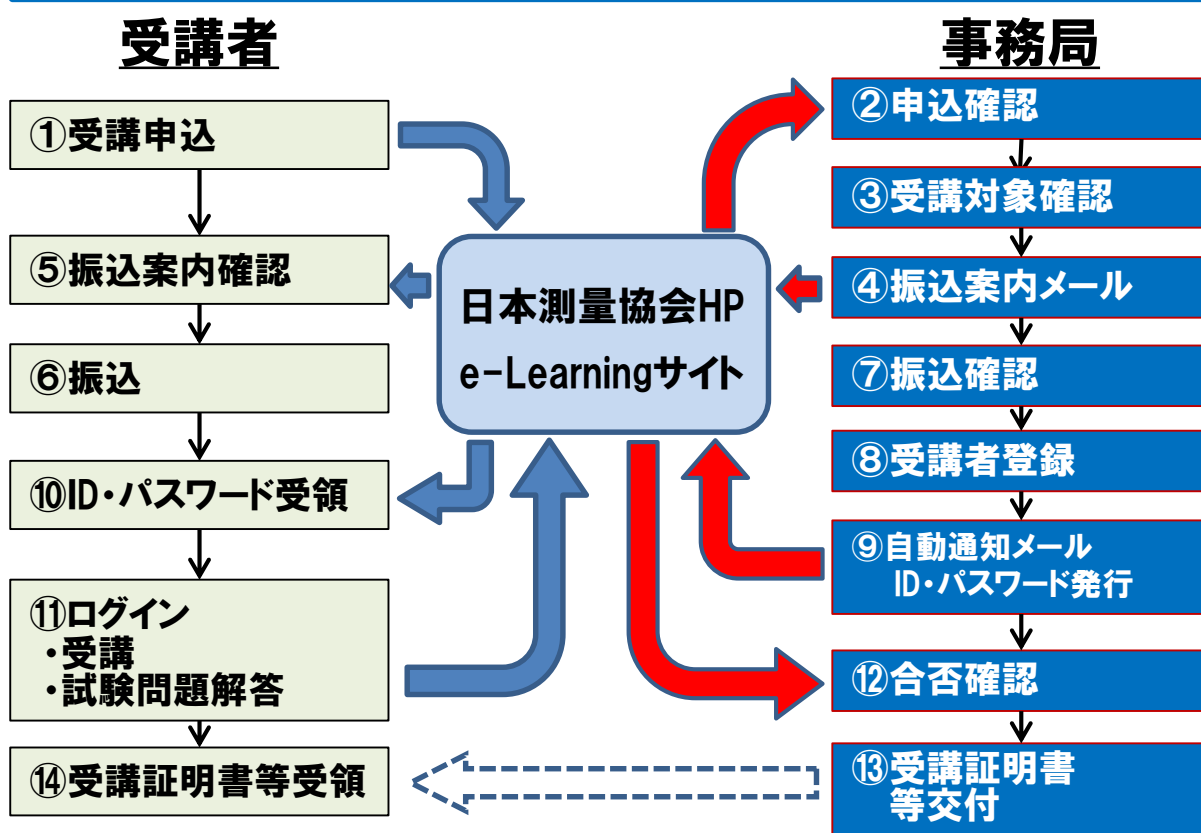 受講者
①受講申込
⑤振込案内確認
⑥振込
⑩ID・パスワード受領
⑪ログイン
・受講
・試験問題解答
⑭受講証明書等受領
日本測量協会HP
e-Learningサイト
事務局
②申込確認
③受講対象確認
④振込案内メール
⑦振込確認
⑧受講者登録
⑨自動通知メール
ID・パスワード発行
⑫合否確認
⑬受講証明書
等交付